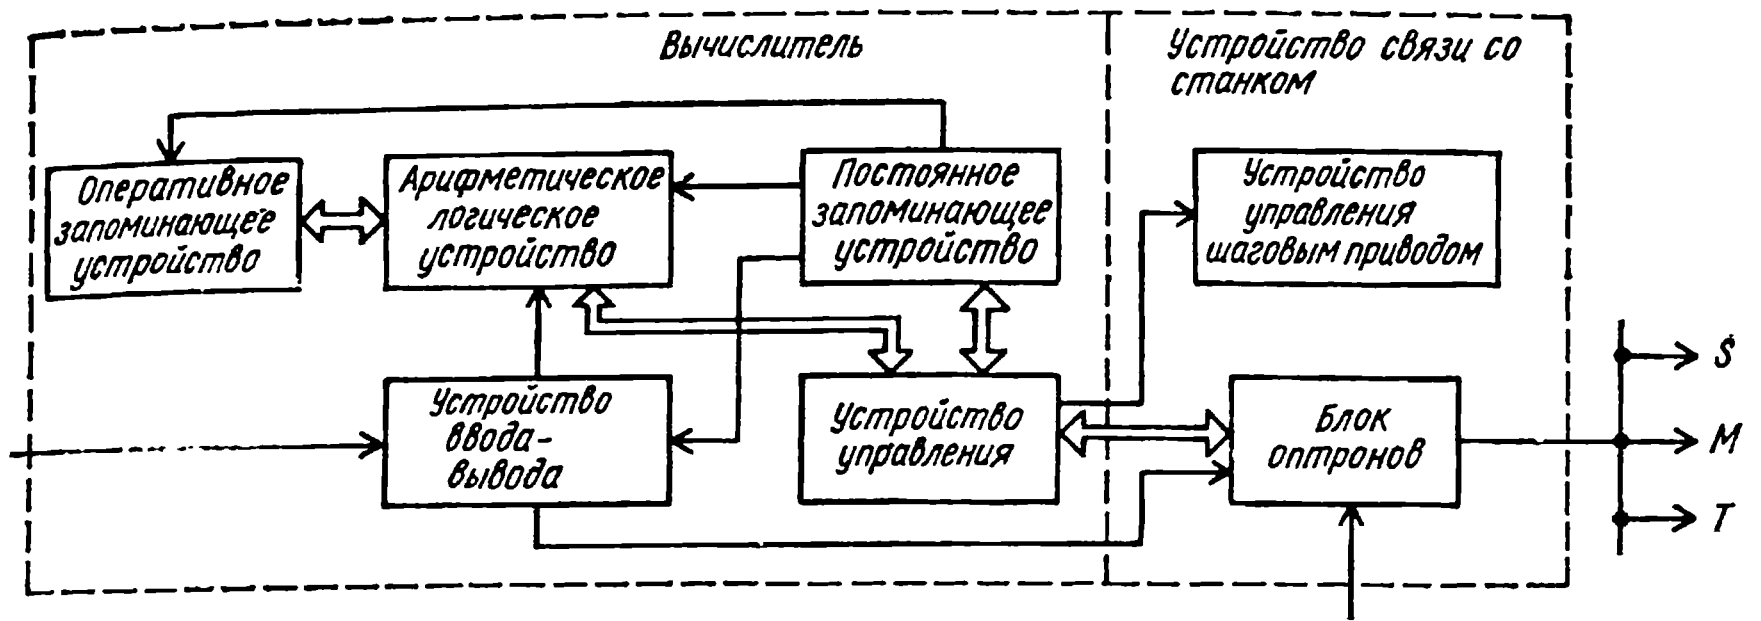 Вычислитель
Устройство связи со
станком
Оперативное
запоминающее
устройство
Арифметическое
логическое
устройство
Постоянное
запоминающее
устройство
Устройство
управления
шаговым приводом
Устройство
ввода-
вывода
Устройство
управления
Блок
оптронов
S
M
T